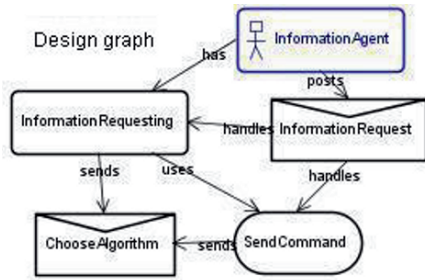 Design graph
InformationAgent
has
posts
InformationRequesting
handles
InformationRequest
sends
uses
handles
ChooseAlgorithm
sends
SendCommand